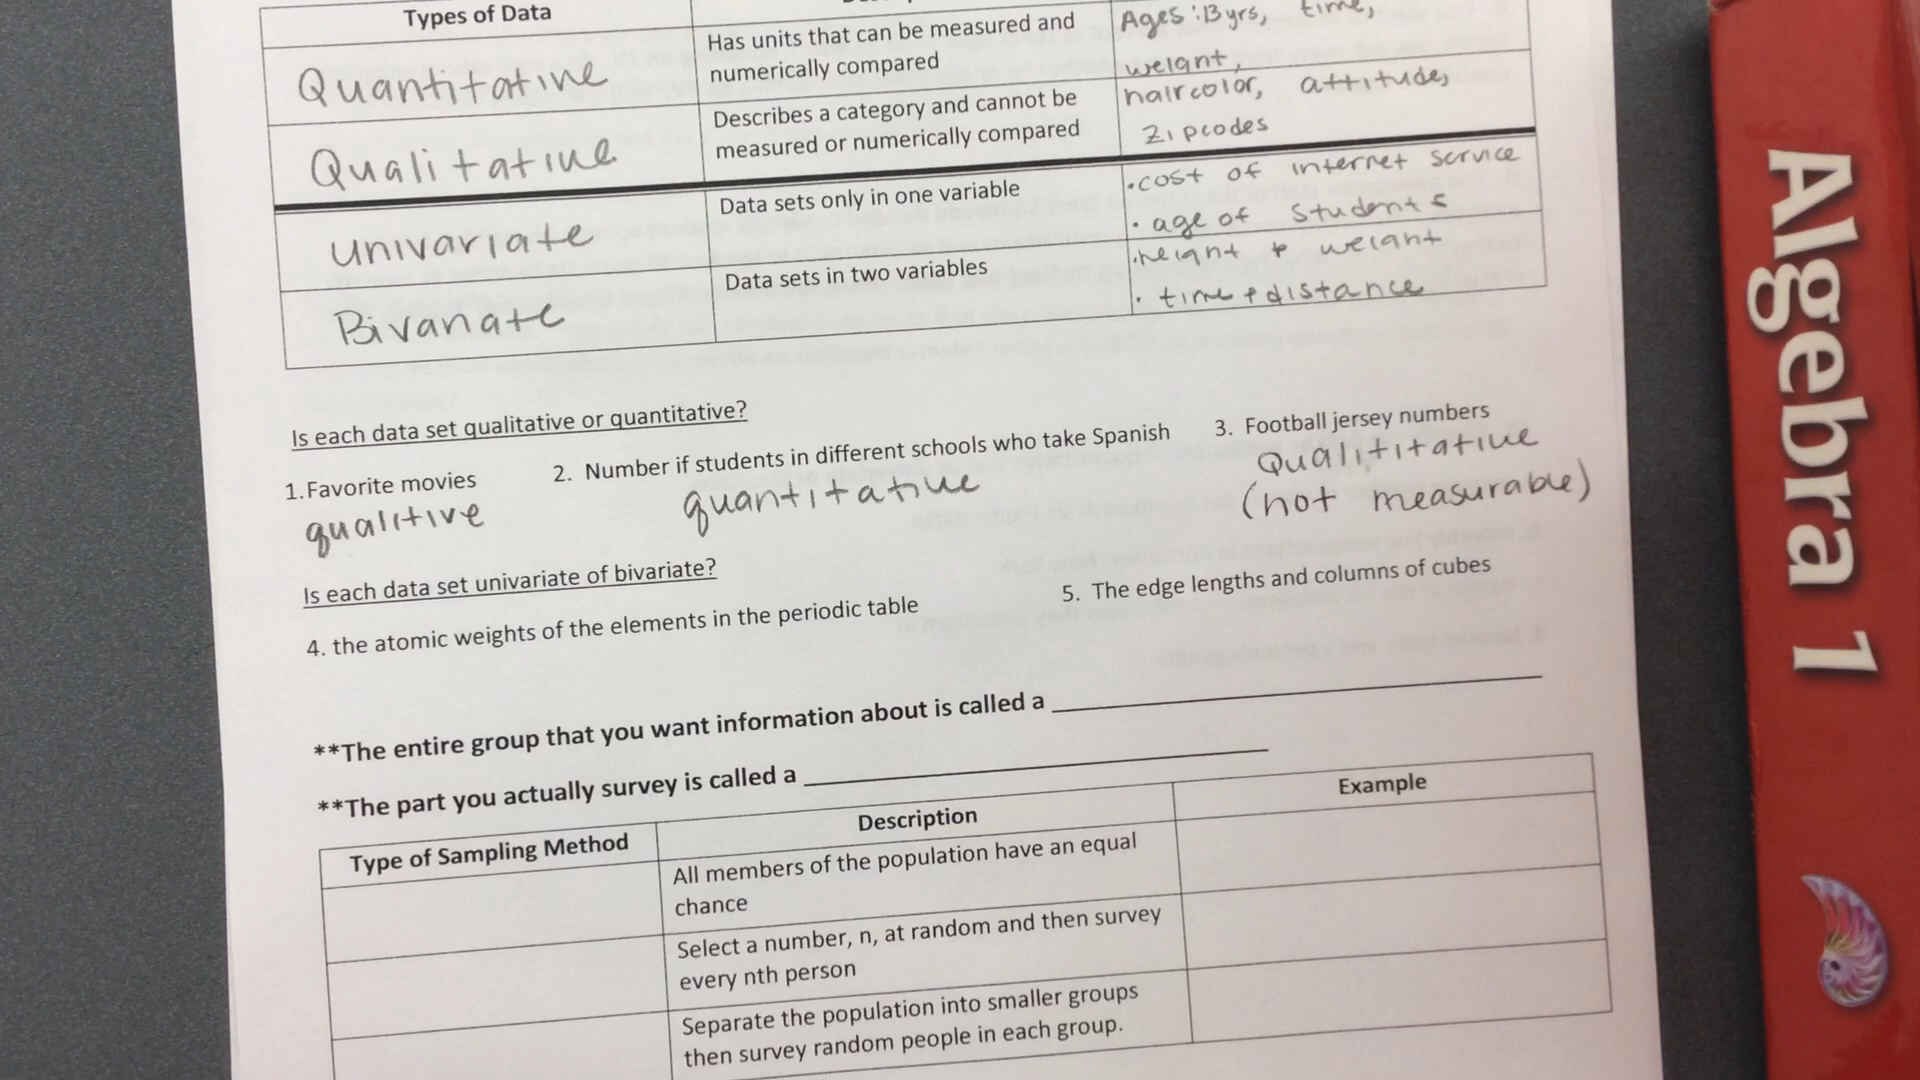 Types of Data
Quantitative
Has units that can be measured and
numerically compared
Ages : 13 yrs, time,
weight,
Qualitative
Describes a category and cannot be
measured or numerically compared
haircolor, attitude,
Zipcodes
univariate
Data sets only in one variable
• cost of internet service
• age of students
Bivariate
Data sets in two variables
• height + weight
• time + distance
Is each data set qualitative or quantitative?
1. Favorite movies
qualitive
2. Number if students in different schools who take Spanish
quantitative
3. Football jersey numbers
Qualititative
(not measurable)
Is each data set univariate of bivariate?
4. the atomic weights of the elements in the periodic table
5. The edge lengths and columns of cubes
**The entire group that you want information about is called a
**The part you actually survey is called a
Type of Sampling Method
Description
Example
All members of the population have an equal
chance
Select a number, n, at random and then survey
every nth person
Separate the population into smaller groups
then survey random people in each group.
Algebra 1